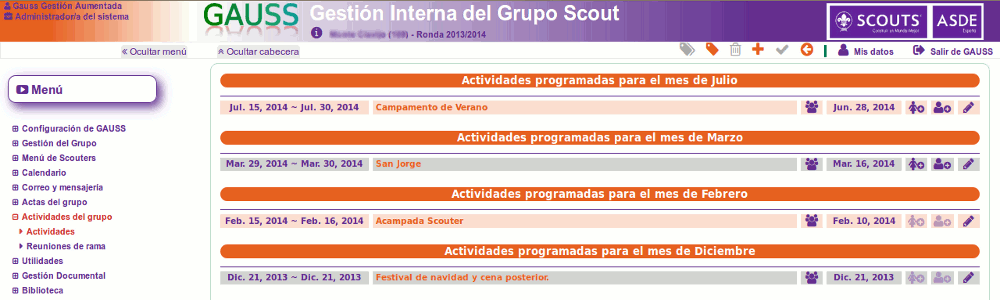 Gauss Gestión Aumentada
Administrador/a del sistema
GAUSS
Gestión Interna del Grupo Scout
- Ronda 2013/2014
SCOUTS
Construir un Mundo Mejor
ASDE
España
Ocultar menú
Ocultar cabecera
Mis datos
Salir de GAUSS
Menú
Configuración de GAUSS
Gestión del Grupo
Menú de Scouters
Calendario
Correo y mensajería
Actas del grupo
Actividades del grupo
Actividades
Reuniones de rama
Utilidades
Gestión Documental
Biblioteca
Actividades programadas para el mes de Julio
Jul. 15, 2014 ~ Jul. 30, 2014 Campamento de Verano Jun. 28, 2014
Actividades programadas para el mes de Marzo
Mar. 29, 2014 ~ Mar. 30, 2014 San Jorge Mar. 16, 2014
Actividades programadas para el mes de Febrero
Feb. 15, 2014 ~ Feb. 16, 2014 Acampada Scouter Feb. 10, 2014
Actividades programadas para el mes de Diciembre
Dic. 21, 2013 ~ Dic. 21, 2013 Festival de navidad y cena posterior. Dic. 21, 2013